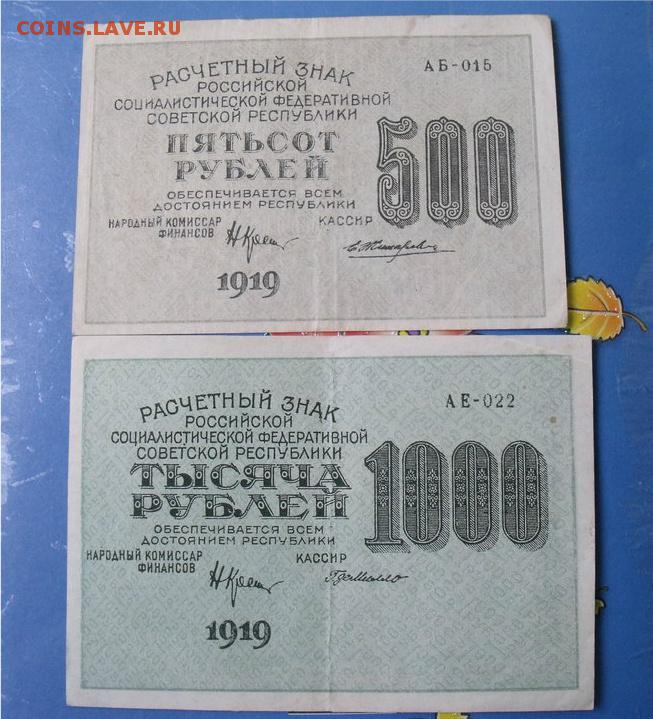 COINS.LAVE.RU
РАСЧЕТНЫЙ ЗНАК
РОССИЙСКОЙ
СОЦИАЛИСТИЧЕСКОЙ ФЕДЕРАТИВНОЙ
СОВЕТСКОЙ РЕСПУБЛИКИ
ПЯТЬСОТ
РУБЛЕЙ
ОБЕСПЕЧИВАЕТСЯ ВСЕМ
ДОСТОЯНИЕМ РЕСПУБЛИКИ
НАРОДНЫЙ КОМИССАР
ФИНАНСОВ
КАССИР
1919
АБ-015
500
РАСЧЕТНЫЙ ЗНАК
РОССИЙСКОЙ
СОЦИАЛИСТИЧЕСКОЙ ФЕДЕРАТИВНОЙ
СОВЕТСКОЙ РЕСПУБЛИКИ
ТЫСЯЧА
РУБЛЕЙ
ОБЕСПЕЧИВАЕТСЯ ВСЕМ
ДОСТОЯНИЕМ РЕСПУБЛИКИ
НАРОДНЫЙ КОМИССАР
ФИНАНСОВ
КАССИР
1919
АЕ-022
1000